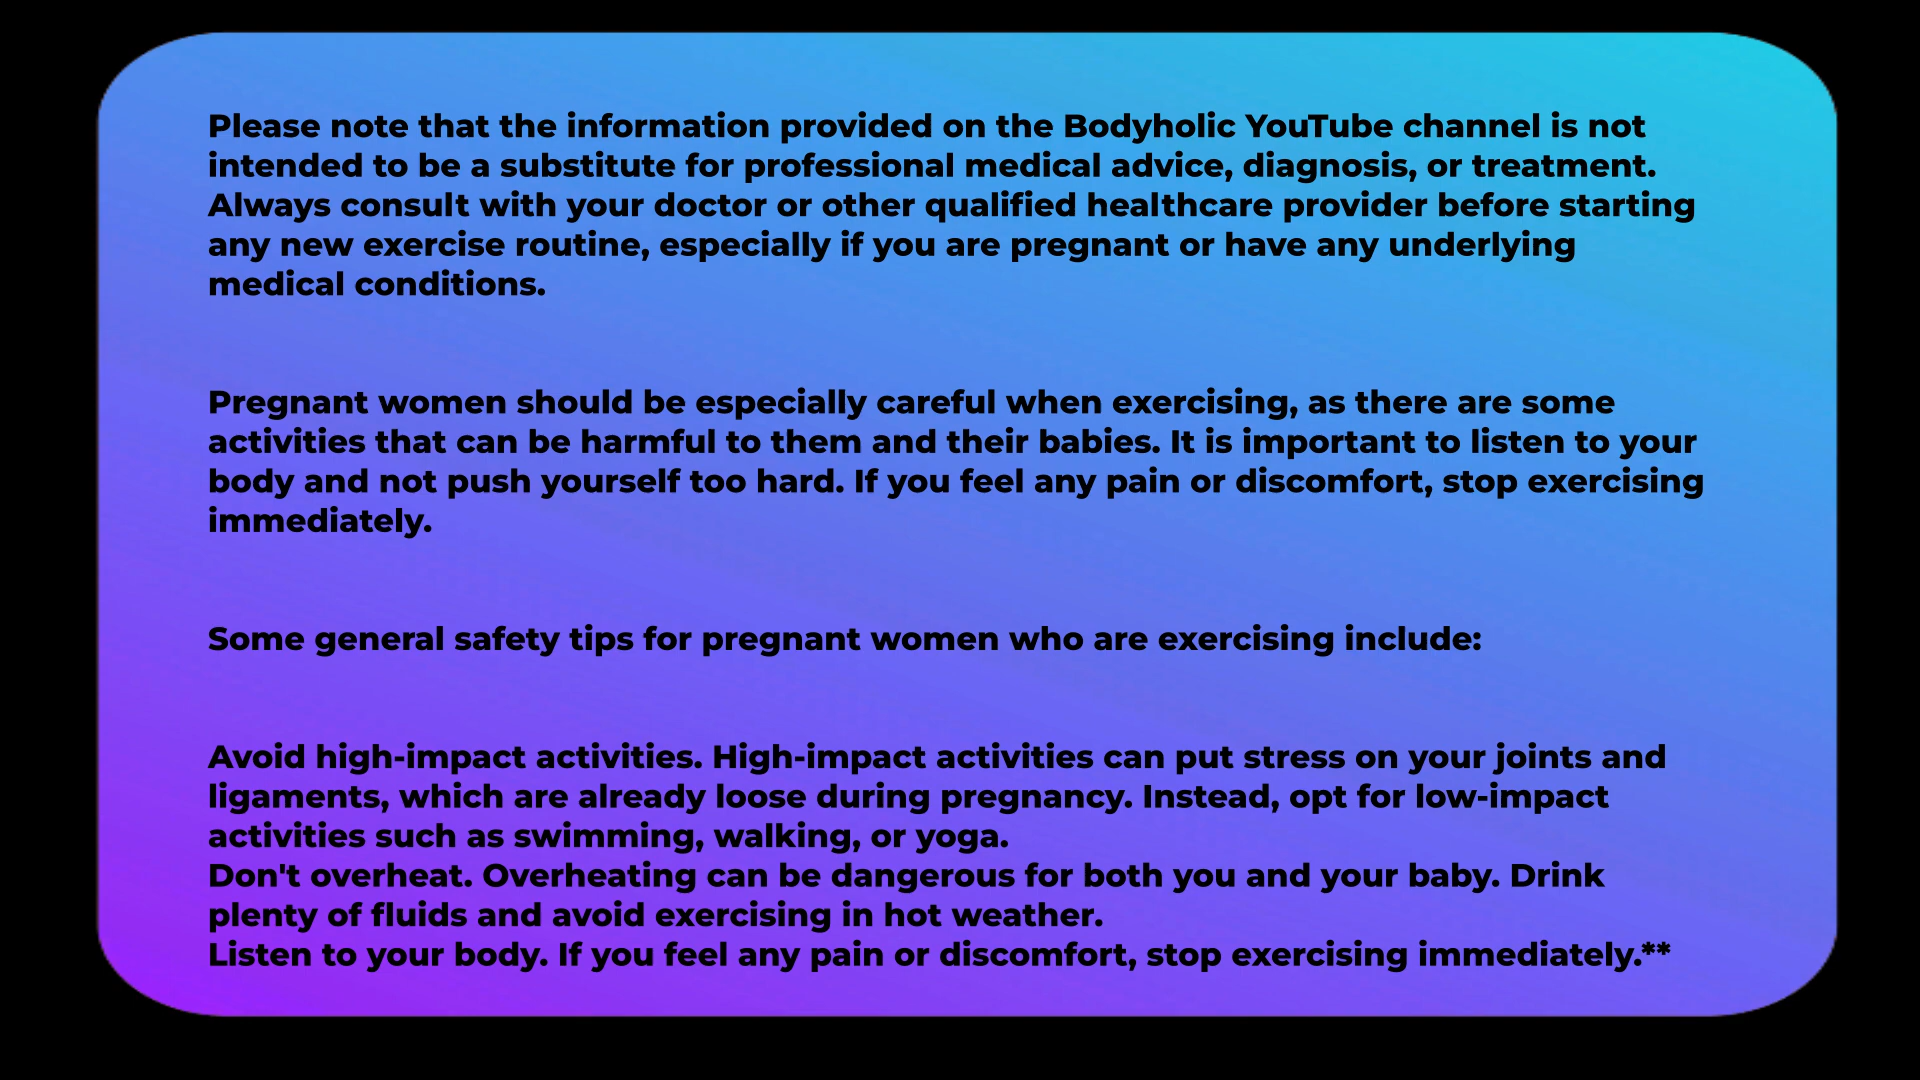 Please note that the information provided on the Bodyholic YouTube channel is not
intended to be a substitute for professional medical advice, diagnosis, or treatment.
Always consult with your doctor or other qualified healthcare provider before starting
any new exercise routine, especially if you are pregnant or have any underlying
medical conditions.
Pregnant women should be especially careful when exercising, as there are some
activities that can be harmful to them and their babies. It is important to listen to your
body and not push yourself too hard. If you feel any pain or discomfort, stop exercising
immediately.
Some general safety tips for pregnant women who are exercising include:
Avoid high-impact activities. High-impact activities can put stress on your joints and
ligaments, which are already loose during pregnancy. Instead, opt for low-impact
activities such as swimming, walking, or yoga.
Don't overheat. Overheating can be dangerous for both you and your baby. Drink
plenty of fluids and avoid exercising in hot weather.
Listen to your body. If you feel any pain or discomfort, stop exercising immediately.**